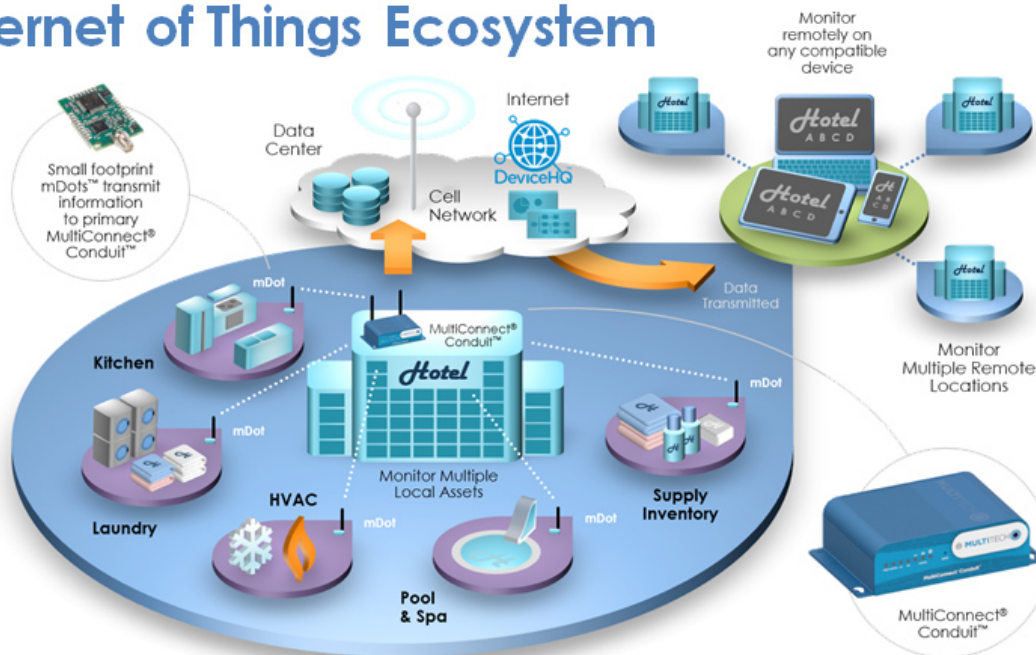 ernet of Things Ecosystem
Monitor
remotely on
any compatible
device
Small footprint
mDots™ transmit
information
to primary
MultiConnect®
Conduit™
Data
Center
Internet
DeviceHQ
Cell
Network
Hotel
Hotel
Hotel
A B C D
Hotel
A B C D
H
A B
C D
Hotel
Monitor
Multiple Remote
Locations
Data
Transmitted
mDot
Kitchen
MultiConnect®
Conduit™
Hotel
Monitor Multiple
Local Assets
mDot
Laundry
H
H
HVAC
mDot
Pool
& Spa
mDot
mDot
H
H
H
H
Supply
Inventory
MULTITECH
MultiConnect® Conduit™
MultiConnect®
Conduit™